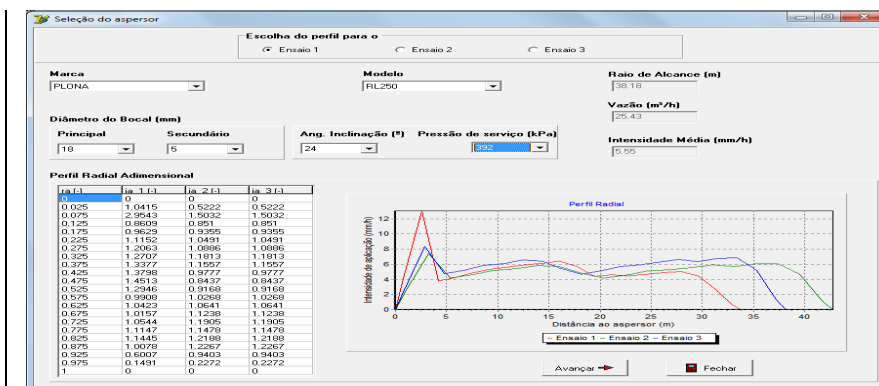 Seleção do aspersor
Escolha do perfil para o
Ensaio 1 Ensaio 2 Ensaio 3
Marca Modelo Raio de Alcance (m)
PLONA RL250 38.18
Vazão (m³/h)
25.43
Diâmetro do Bocal (mm)
Principal Secundário Ang. Inclinação (º) Pressão de serviço (kPa) Intensidade Média (mm/h)
18 5 24 392 5.55
Perfil Radial Adimensional
ra (-) ia_1 (-) ia_2 (-) ia_3 (-)
0 0 0 0
0.025 1.0415 0.5222 0.5222
0.075 2.9543 1.5032 1.5032
0.125 0.8609 0.851 0.851
0.175 0.9629 0.9355 0.9355
0.225 1.1152 1.0491 1.0491
0.275 1.2063 1.0886 1.0886
0.325 1.2707 1.1813 1.1813
0.375 1.3377 1.1557 1.1557
0.425 1.3798 0.9777 0.9777
0.475 1.4513 0.8437 0.8437
0.525 1.2946 0.9168 0.9168
0.575 0.9908 1.0268 1.0268
0.625 1.0423 1.0641 1.0641
0.675 1.0157 1.1238 1.1238
0.725 1.0544 1.1905 1.1905
0.775 1.1147 1.1478 1.1478
0.825 1.1445 1.2188 1.2188
0.875 1.0078 1.2267 1.2267
0.925 0.6007 0.9403 0.9403
0.975 0.1491 0.2272 0.2272
1 0 0 0
Perfil Radial
Intensidade de aplicação (mm/h)
12
10
8
6
4
2
0
0 5 10 15 20 25 30 35 40
Distância ao aspersor (m)
Ensaio 1 Ensaio 2 Ensaio 3
Avançar Fechar